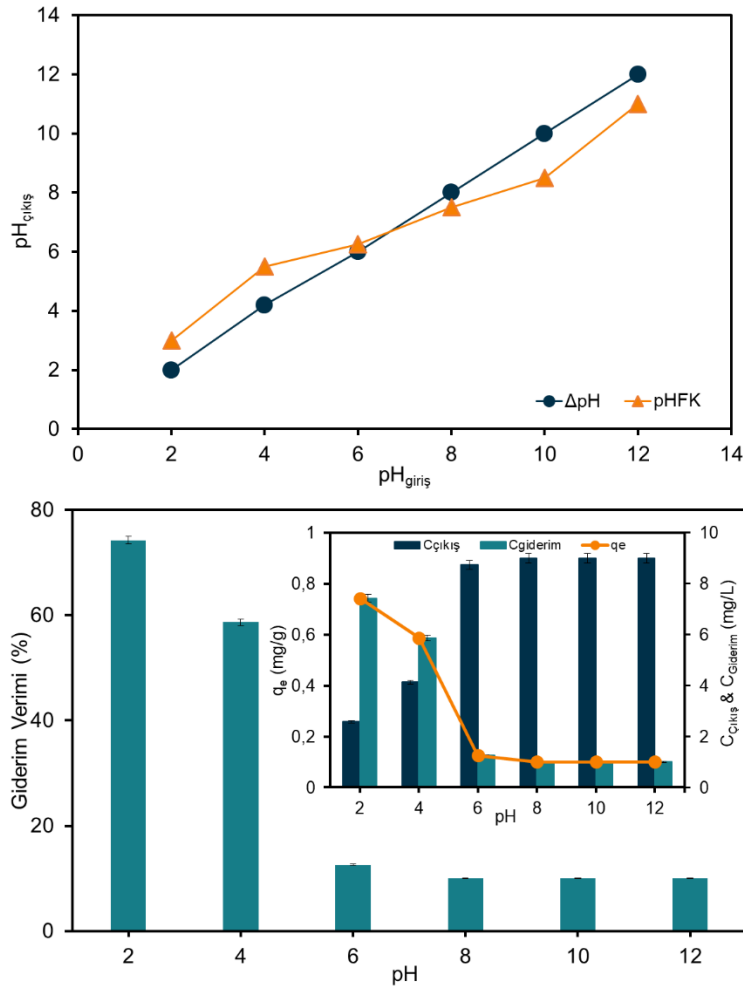 14
12
10
8
6
4
2
0
pHçıkış
0 2 4 6 8 10 12 14
pHgiriş
ΔpH pHFK
80
60
40
20
0
Giderim Verimi (%)
2 4 6 8 10 12
pH
Cçıkış Cgiderim qe
1
0,8
0,6
0,4
0,2
0
qe (mg/g)
10
8
6
4
2
0
CÇıkış & CGiderim (mg/L)
2 4 6 8 10 12
pH